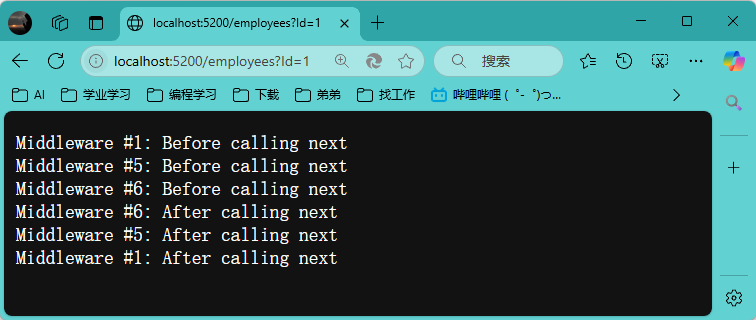 localhost:5200/employees?Id=1
localhost:5200/employees?Id=1
搜索
AI
学业学习
编程学习
下载
弟弟
找工作
哔哩哔哩 (゜-゜)つ...
Middleware #1: Before calling next
Middleware #5: Before calling next
Middleware #6: Before calling next
Middleware #6: After calling next
Middleware #5: After calling next
Middleware #1: After calling next